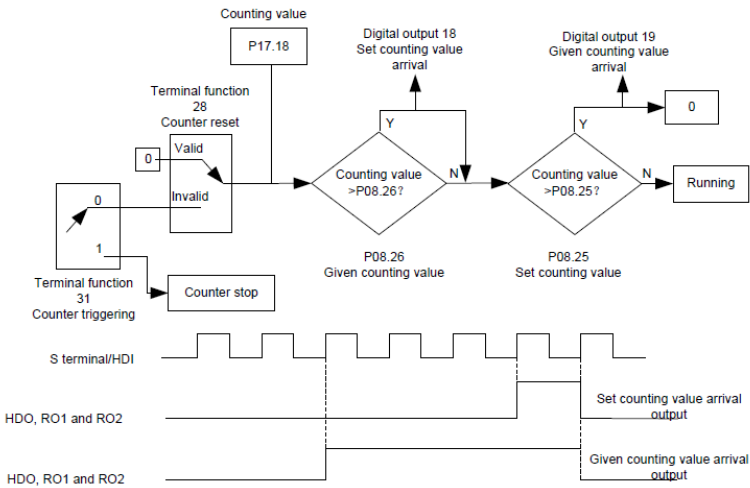 Counting value
P17.18
Digital output 18
Set counting value
arrival
Digital output 19
Given counting value
arrival
Terminal function
28
Counter reset
Y
Y
0
0
Valid
Invalid
Counting value
>P08.26?
N
Counting value
>P08.25?
N
Running
0
1
P08.26
Given counting value
P08.25
Set counting value
Terminal function
31
Counter triggering
Counter stop
S terminal/HDI
HDO, RO1 and RO2
Set counting value arrival
output
HDO, RO1 and RO2
Given counting value arrival
output